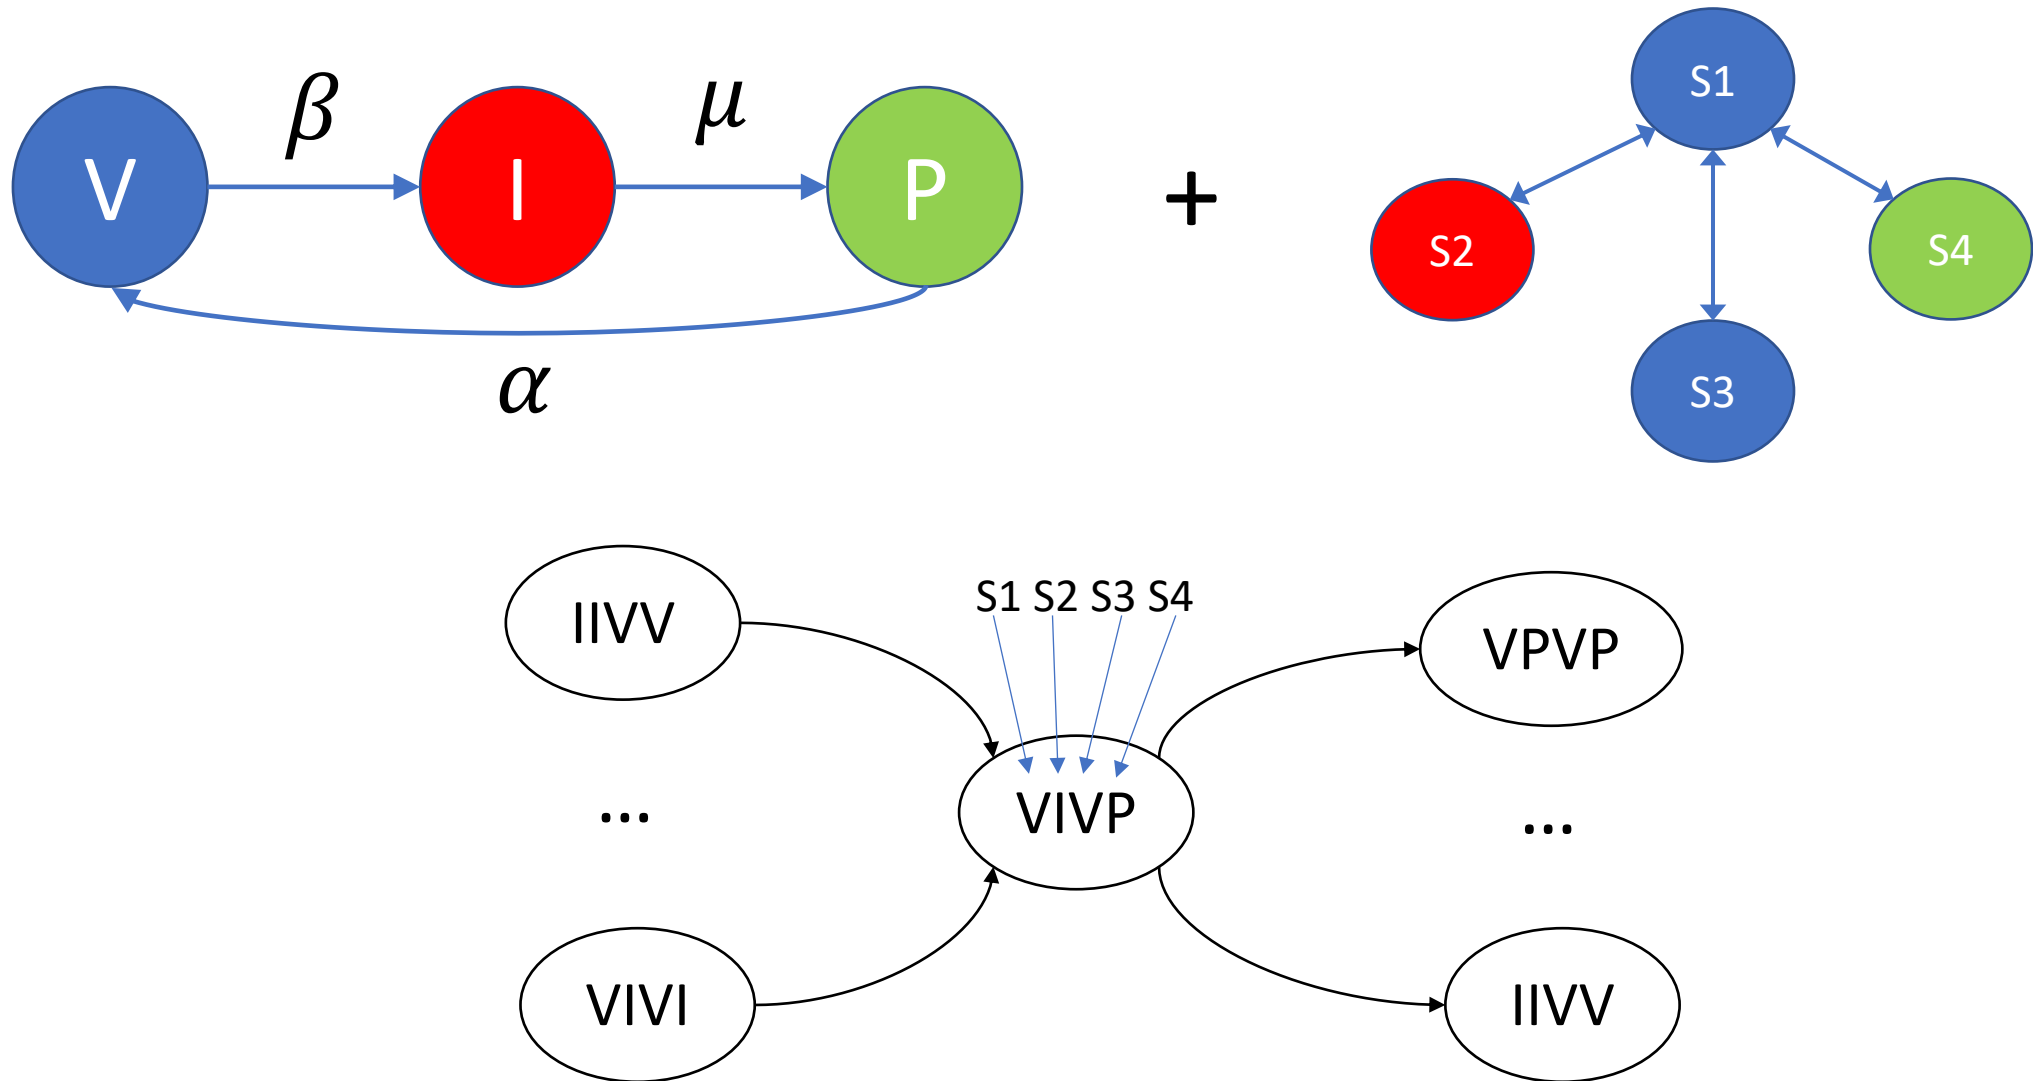 β
μ
V
I
P
+
S1
S2
S4
S3
α
S1 S2 S3 S4
IIVV
VPVP
...
VIVP
...
VIVI
IIVV